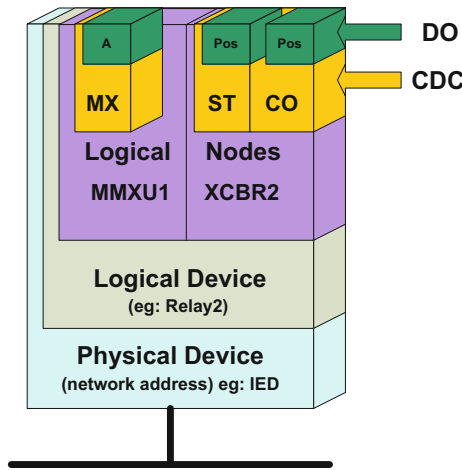 A Pos Pos DO
MX ST CO CDC
Logical Nodes
MMXU1 XCBR2
Logical Device
(eg: Relay2)
Physical Device
(network address) eg: IED